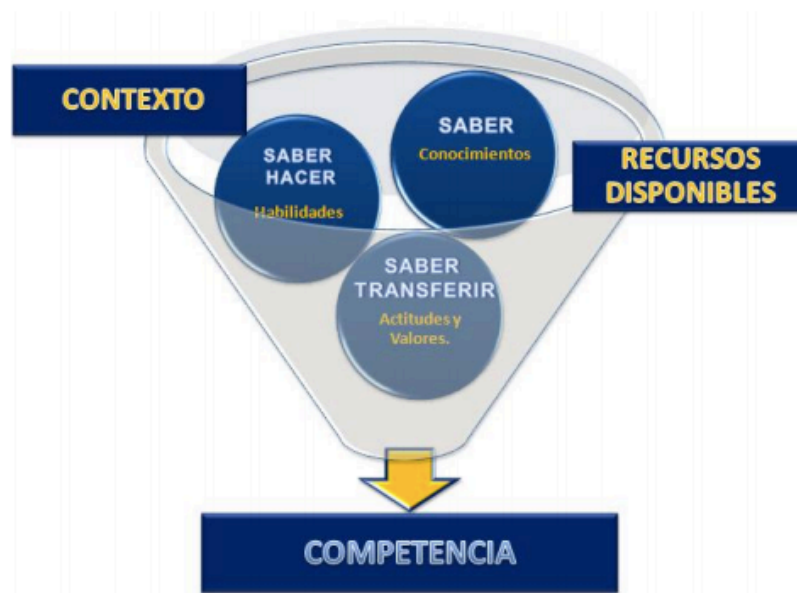 CONTEXTO
SABER
Conocimientos
SABER
HACER
Habilidades
RECURSOS
DISPONIBLES
SABER
TRANSFERIR
Actitudes y
Valores.
COMPETENCIA